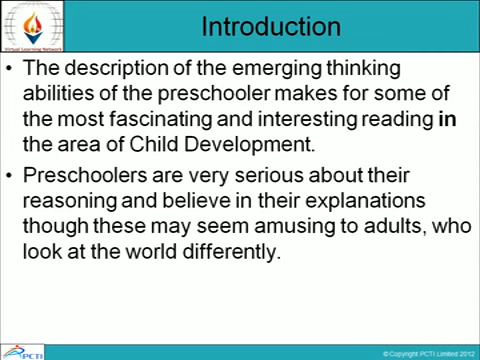 Introduction
Virtual Learning Network
• The description of the emerging thinking
abilities of the preschooler makes for some of
the most fascinating and interesting reading in
the area of Child Development.
• Preschoolers are very serious about their
reasoning and believe in their explanations
though these may seem amusing to adults, who
look at the world differently.
PCTI
© Copyright PCTI Limited 2012